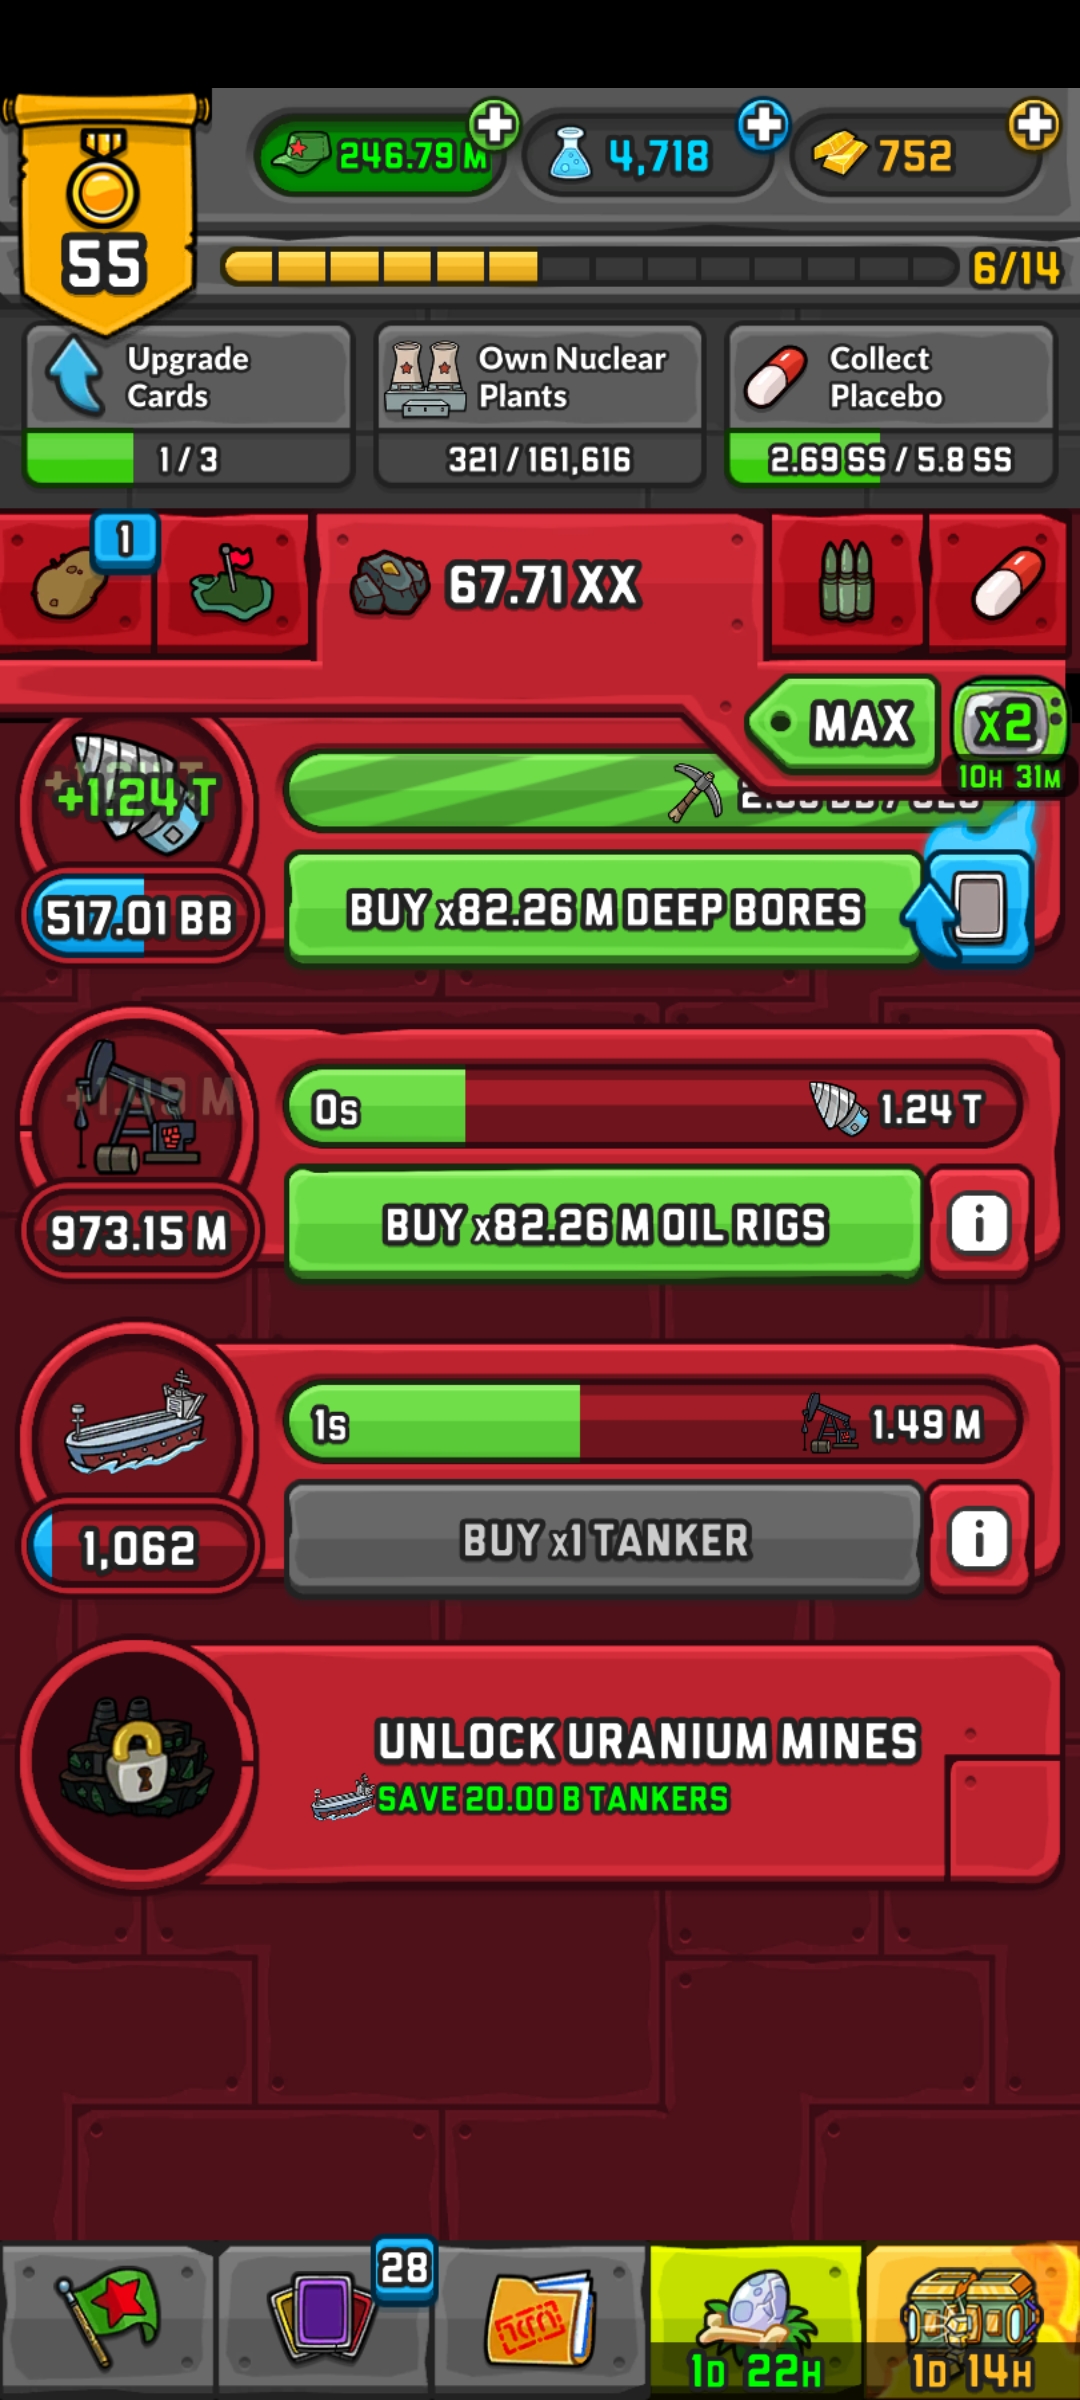 246.79 M
4,718
752
55
6/14
Upgrade
Cards
1 / 3
Own Nuclear
Plants
321 / 161,616
Collect
Placebo
2.69 SS / 5.8 SS
1
67.71 XX
MAX
x2
10H 31M
+1.24 T
517.01 BB
BUY x82.26 M DEEP BORES
+1.49 M
0s
1.24 T
973.15 M
BUY x82.26 M OIL RIGS
i
1s
1.49 M
1,062
BUY x1 TANKER
i
UNLOCK URANIUM MINES
SAVE 20.00 B TANKERS
28
1D 22H
1D 14H